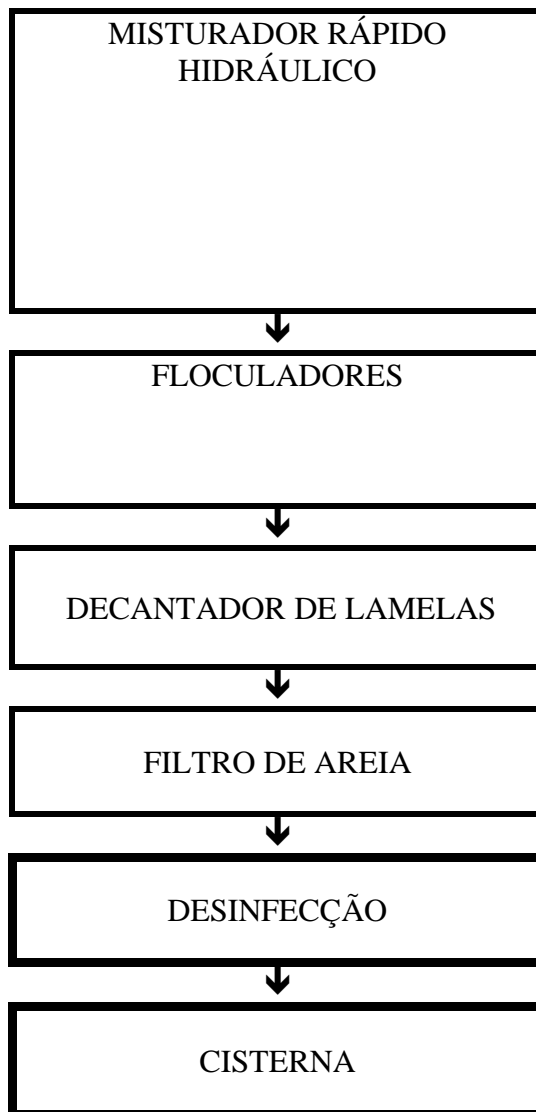 MISTURADOR RÁPIDO
HIDRÁULICO
FLOCULADORES
DECANTADOR DE LAMELAS
FILTRO DE AREIA
DESINFECÇÃO
CISTERNA